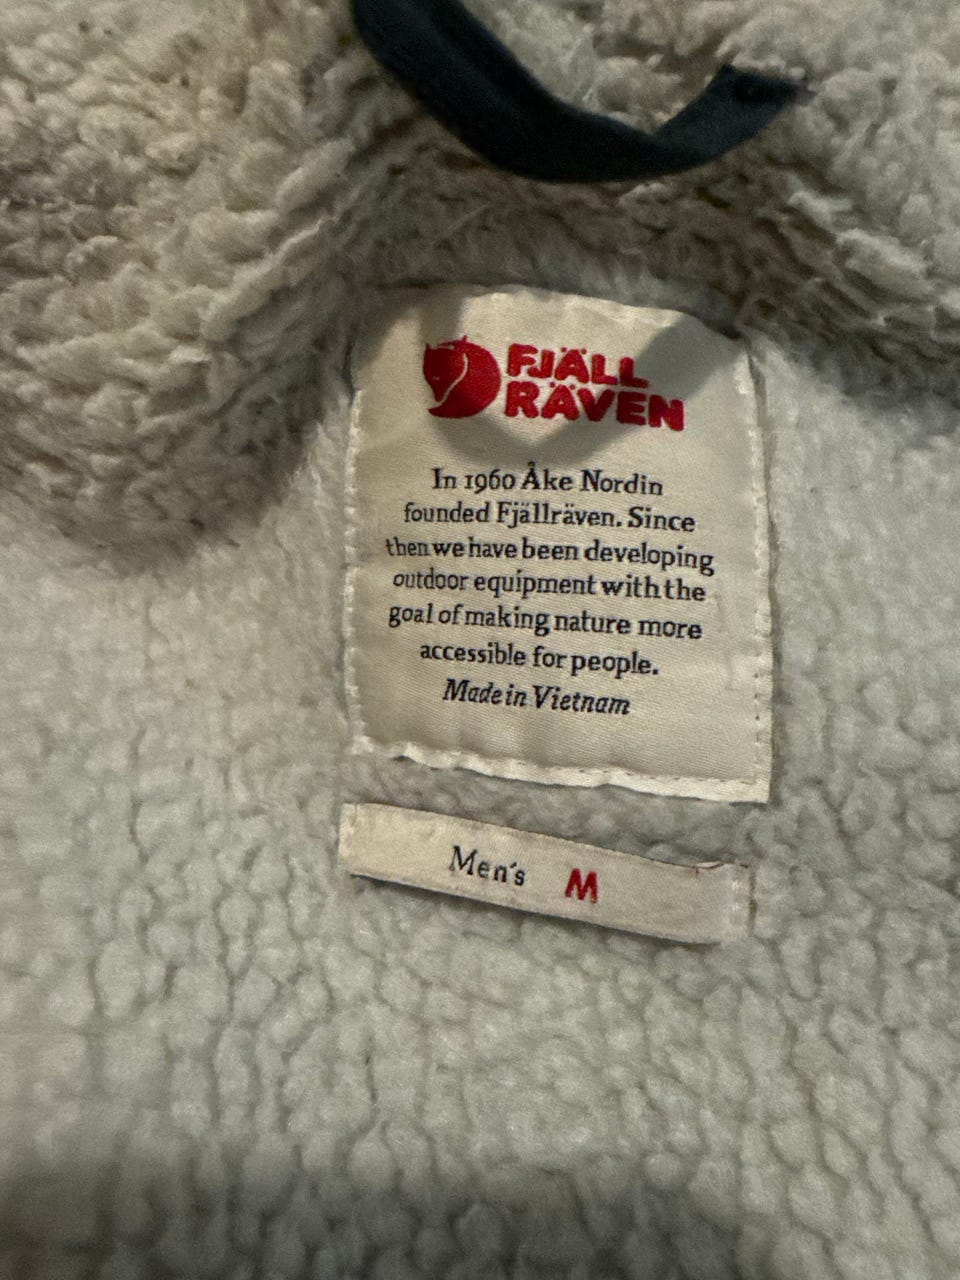 FJÄLL
RÄVEN
In 1960 Åke Nordin
founded Fjällräven. Since
then we have been developing
outdoor equipment with the
goal of making nature more
accessible for people.
Made in Vietnam
Men's M